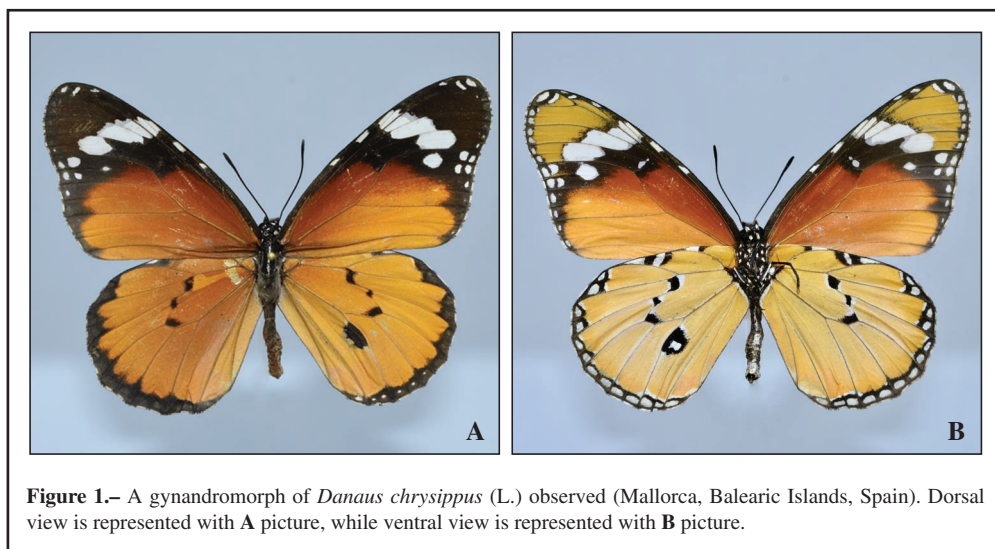 A
B
Figure 1.– A gynandromorph of Danaus chrysippus (L.) observed (Mallorca, Balearic Islands, Spain). Dorsal
view is represented with A picture, while ventral view is represented with B picture.